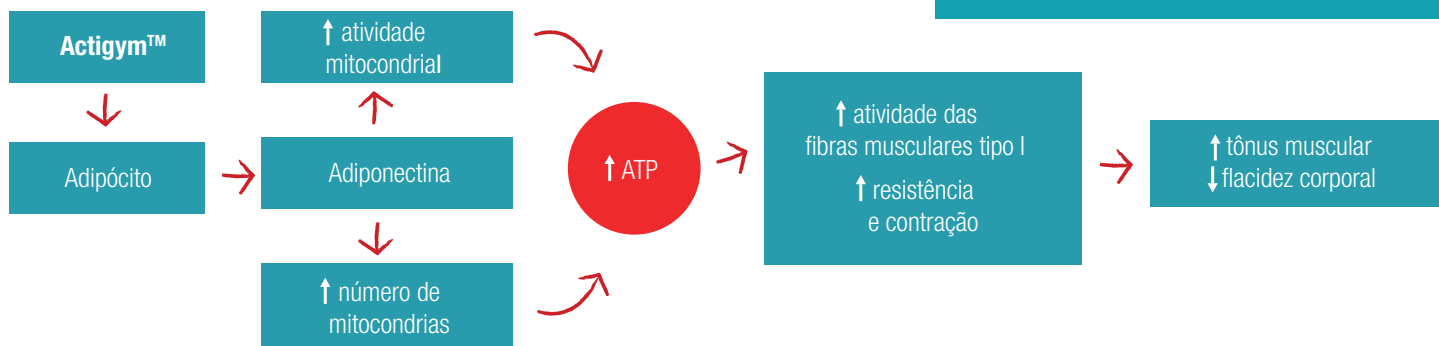 Actigym™
Adipócito
↑ atividade
mitocondrial
Adiponectina
↑ número de
mitocondrias
↑ ATP
↑ atividade das
fibras musculares tipo I
↑ resistência
e contração
↑ tônus muscular
↓ flacidez corporal